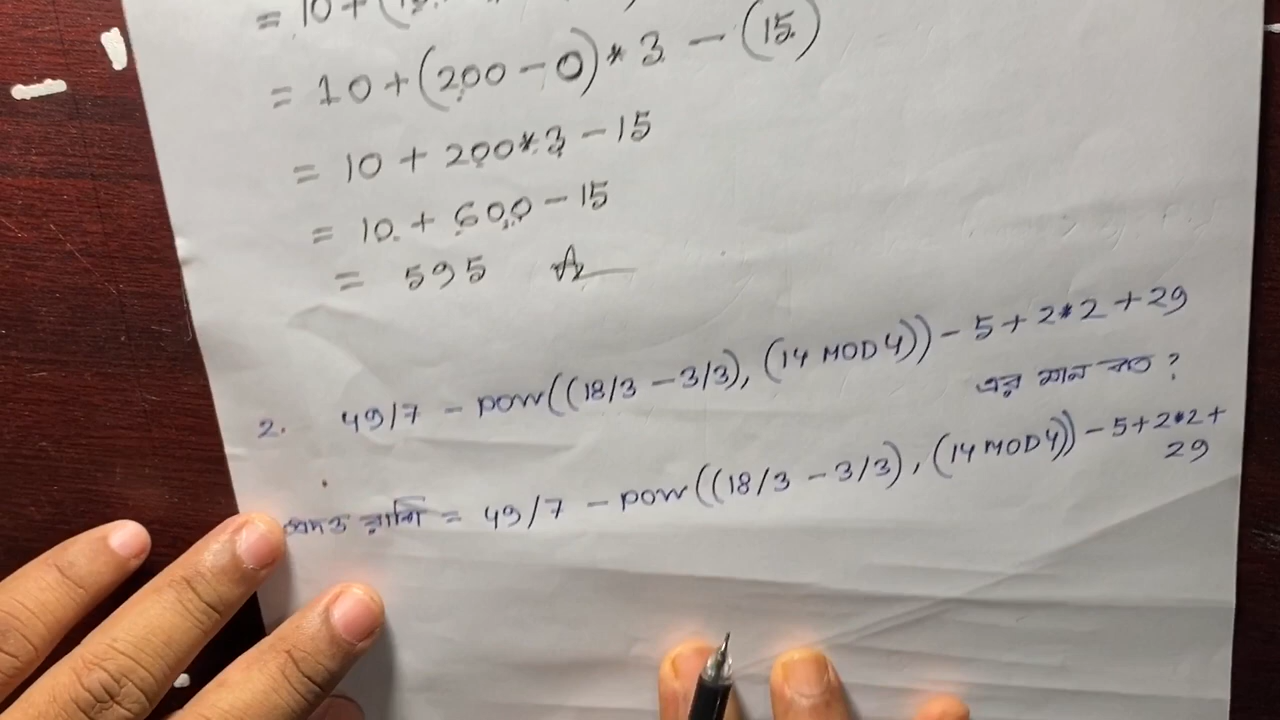 = 10 + (
= 10 + (200 - 0) * 3 - (15)
= 10 + 200 * 3 - 15
= 10 + 600 - 15
= 595
2. 49/7 - pow((18/3 - 3/3), (14 MOD 4)) - 5 + 2*2 + 29
এর মান কত ?
প্রদত্ত রাশি = 49/7 - pow((18/3 - 3/3), (14 MOD 4)) - 5 + 2*2 +
29